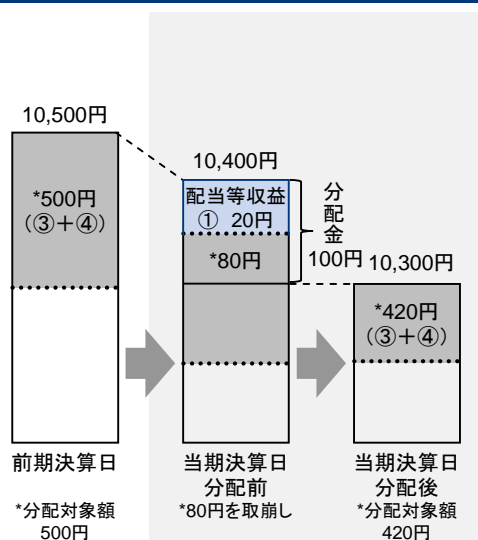 10,500円
*500円
(③+④)
前期決算日
*分配対象額
500円
10,400円
配当等収益
① 20円
*80円
分配金
100円
当期決算日
分配前
*80円を取崩し
10,300円
*420円
(③+④)
当期決算日
分配後
*分配対象額
420円